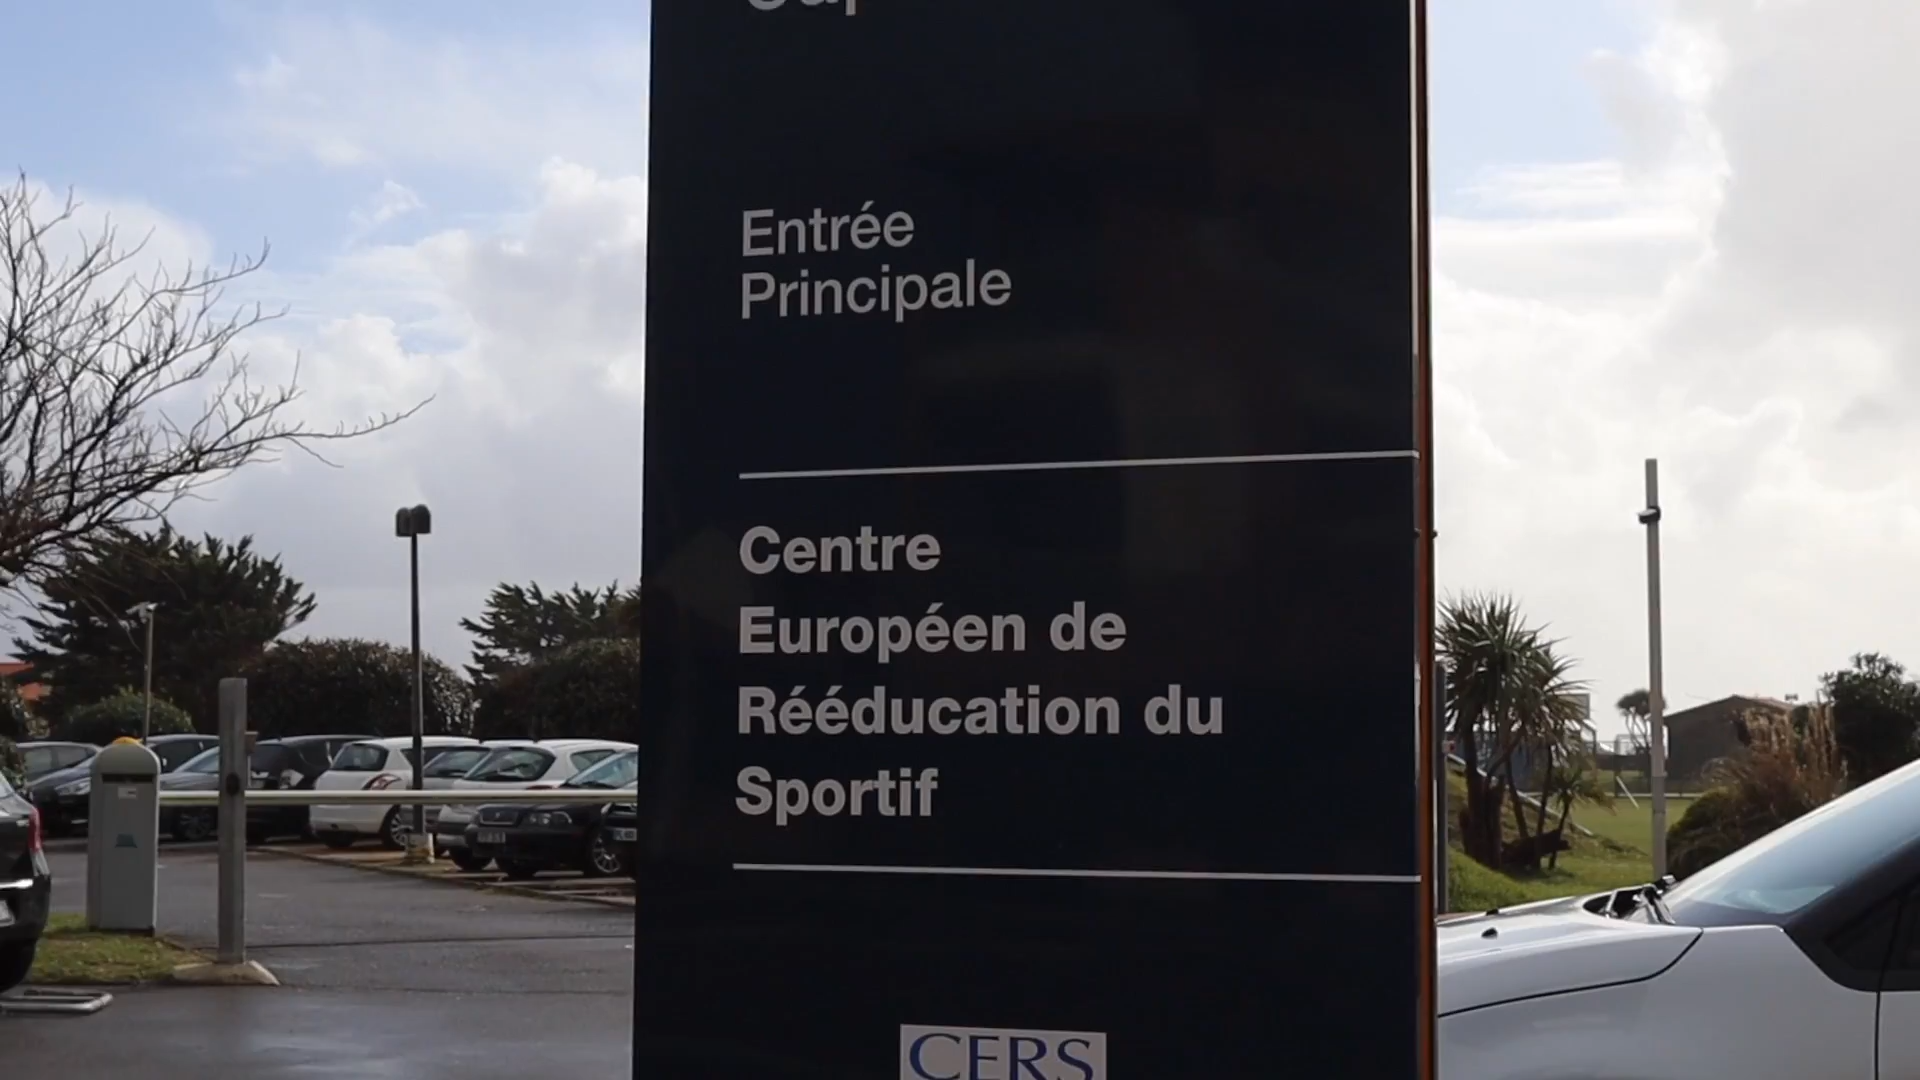 Entrée
Principale
Centre
Européen de
Rééducation du
Sportif
CERS